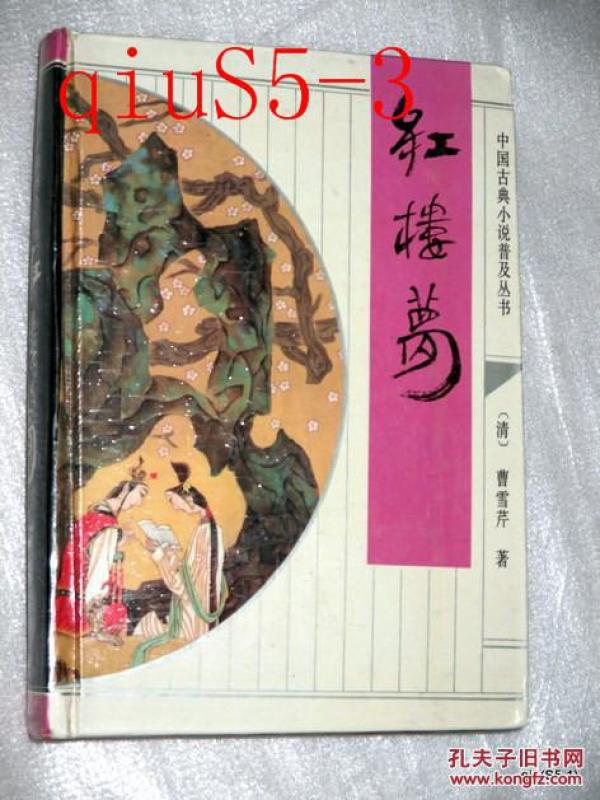 qiuS5-3
红楼梦
中国古典小说普及丛书
〔清〕 曹雪芹 著
孔夫子旧书网
www.kongfz.com